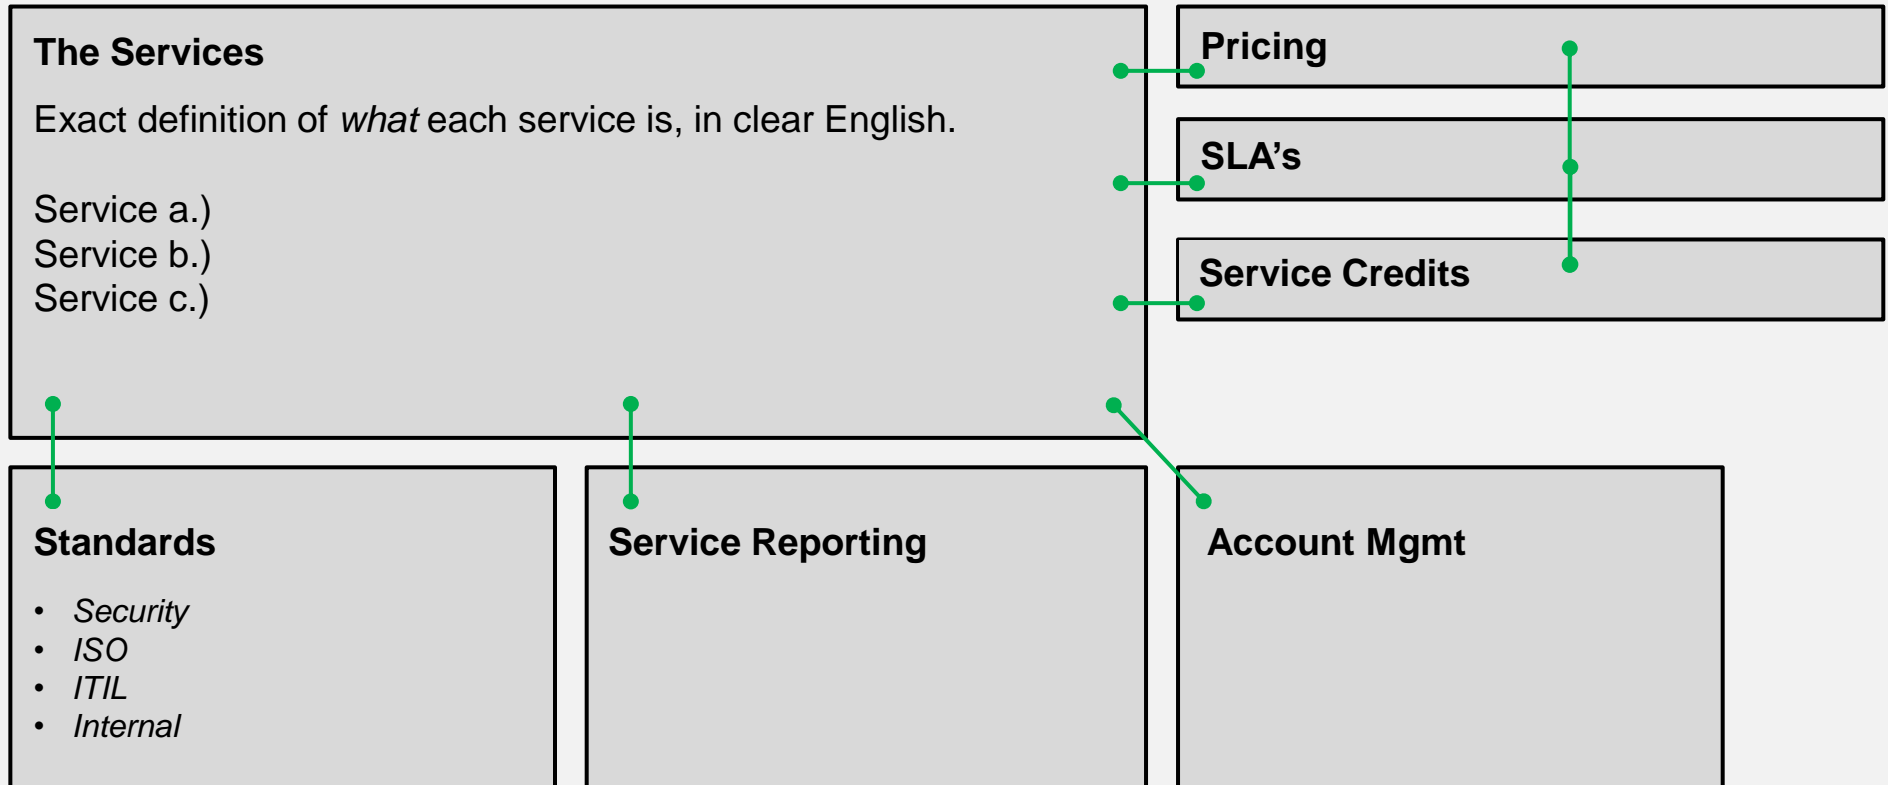 The Services
Exact definition of what each service is, in clear English.
Service a.)
Service b.)
Service c.)
Pricing
SLA’s
Service Credits
Standards
• Security
• ISO
• ITIL
• Internal
Service Reporting
Account Mgmt